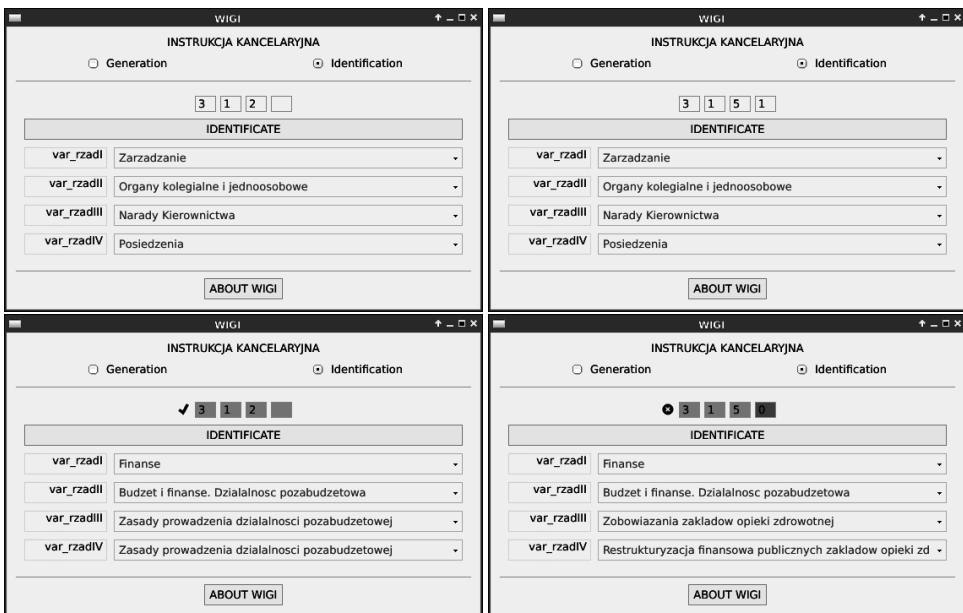 WIGI
INSTRUKCJA KANCELARYJNA
Generation Identification
3 1 2
IDENTIFICATE
var_rzadI Zarzadzanie
var_rzadII Organy kolegialne i jednoosobowe
var_rzadIII Narady Kierownictwa
var_rzadIV Posiedzenia
ABOUT WIGI
WIGI
INSTRUKCJA KANCELARYJNA
Generation Identification
3 1 5 1
IDENTIFICATE
var_rzadI Zarzadzanie
var_rzadII Organy kolegialne i jednoosobowe
var_rzadIII Narady Kierownictwa
var_rzadIV Posiedzenia
ABOUT WIGI
WIGI
INSTRUKCJA KANCELARYJNA
Generation Identification
3 1 2
IDENTIFICATE
var_rzadI Finanse
var_rzadII Budzet i finanse. Dzialalnosc pozabudzetowa
var_rzadIII Zasady prowadzenia dzialalnosci pozabudzetowej
var_rzadIV Zasady prowadzenia dzialalnosci pozabudzetowej
ABOUT WIGI
WIGI
INSTRUKCJA KANCELARYJNA
Generation Identification
3 1 5 0
IDENTIFICATE
var_rzadI Finanse
var_rzadII Budzet i finanse. Dzialalnosc pozabudzetowa
var_rzadIII Zobowiazania zakladow opieki zdrowotnej
var_rzadIV Restrukturyzacja finansowa publicznych zakladow opieki zd
ABOUT WIGI